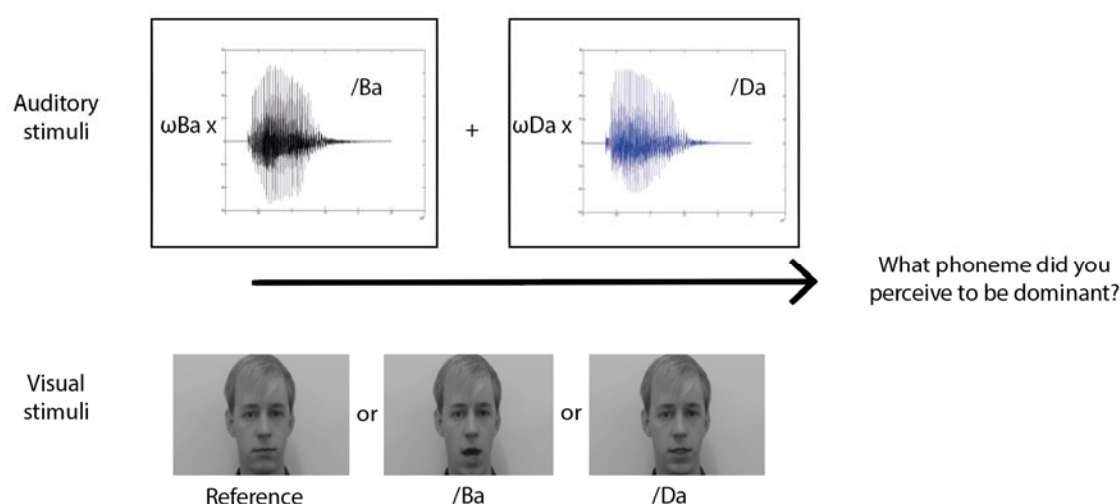 Auditory
stimuli
ωBa x
/Ba
+
ωDa x
/Da
What phoneme did you
perceive to be dominant?
Visual
stimuli
or
or
Reference
/Ba
/Da